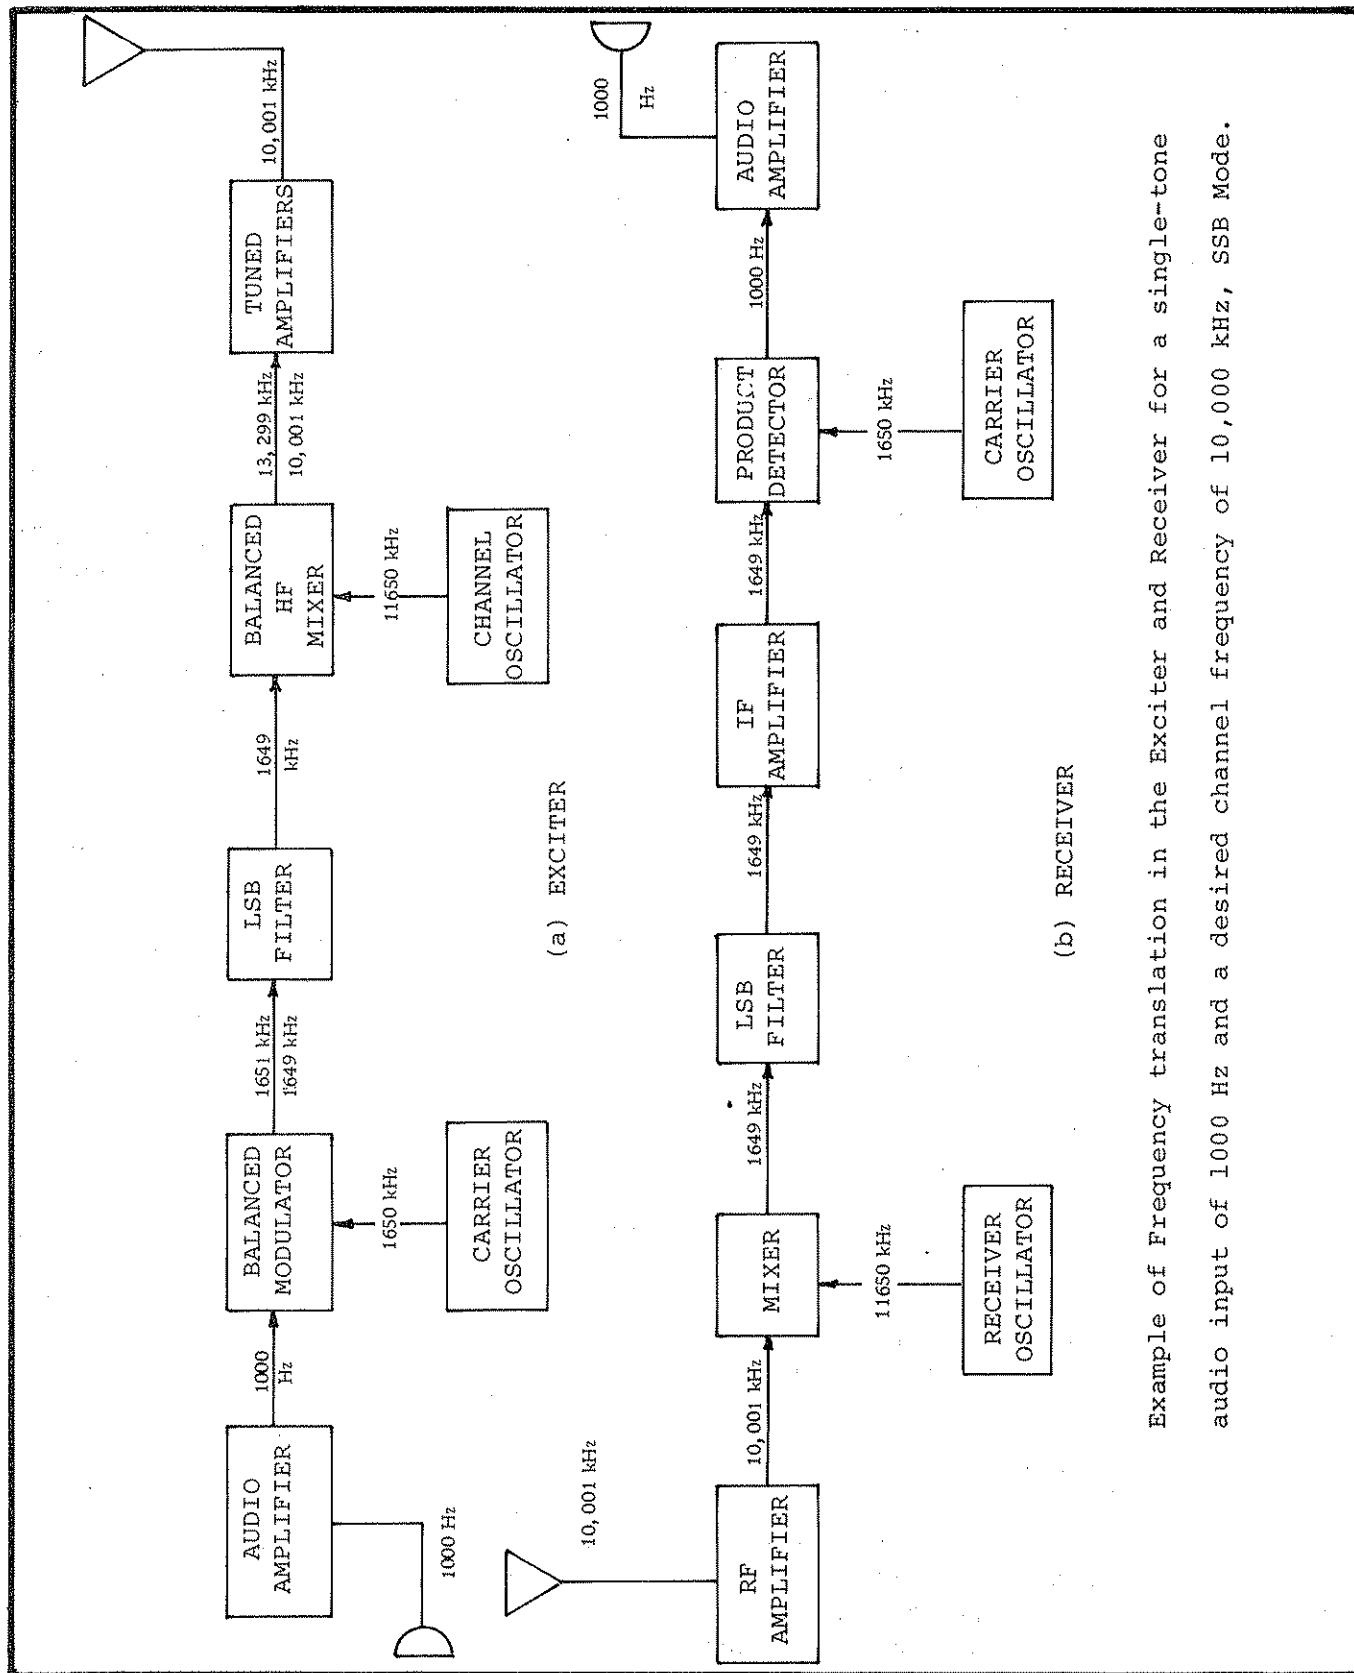 AUDIO
AMPLIFIER
1000 Hz
1000
Hz
BALANCED
MODULATOR
1650 kHz
CARRIER
OSCILLATOR
1651 kHz
1649 kHz
LSB
FILTER
1649
kHz
BALANCED
HF
MIXER
11650 kHz
CHANNEL
OSCILLATOR
13,299 kHz
10,001 kHz
TUNED
AMPLIFIERS
10,001 kHz
(a) EXCITER
10,001 kHz
RF
AMPLIFIER
10,001 kHz
MIXER
11650 kHz
RECEIVER
OSCILLATOR
1649 kHz
LSB
FILTER
1649 kHz
IF
AMPLIFIER
1649 kHz
PRODUCT
DETECTOR
1650 kHz
CARRIER
OSCILLATOR
1000 Hz
AUDIO
AMPLIFIER
1000
Hz
(b) RECEIVER
Example of Frequency translation in the Exciter and Receiver for a single-tone
audio input of 1000 Hz and a desired channel frequency of 10,000 kHz, SSB Mode.